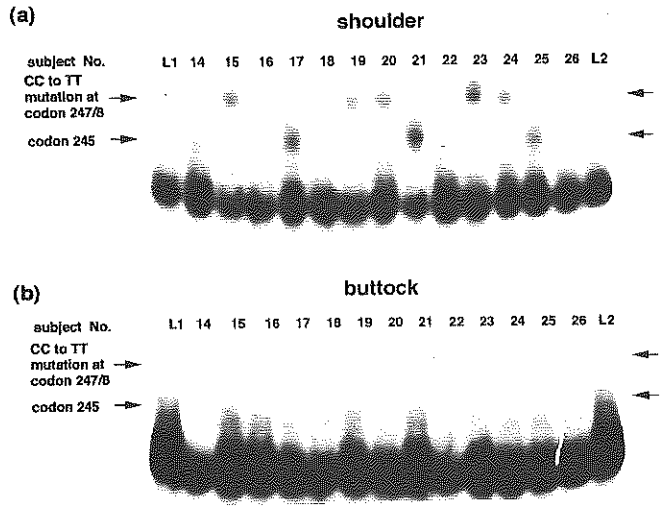 (a)
shoulder
subject No. L1 14 15 16 17 18 19 20 21 22 23 24 25 26 L2
CC to TT
mutation at
codon 247/8
codon 245
(b)
buttock
subject No. L1 14 15 16 17 18 19 20 21 22 23 24 25 26 L2
CC to TT
mutation at
codon 247/8
codon 245